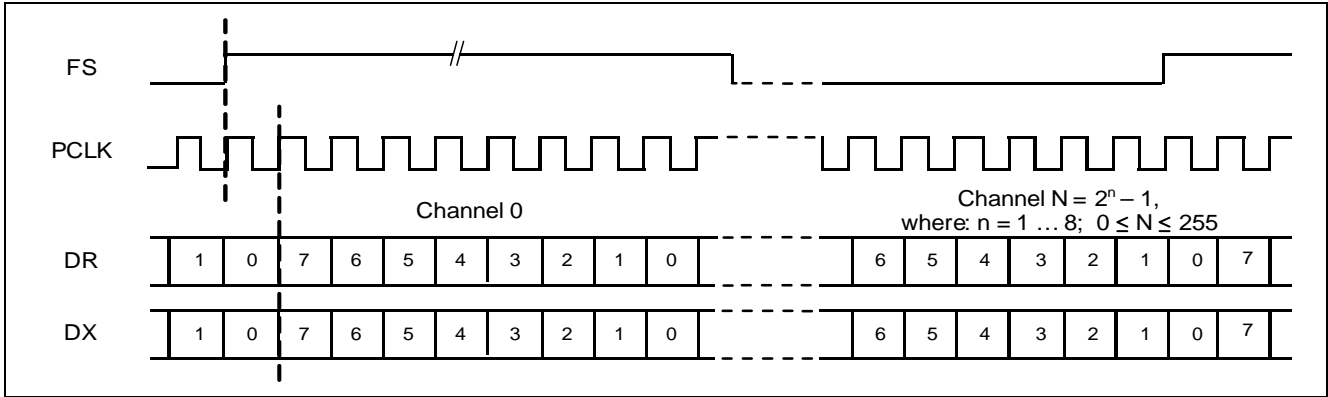 FS
PCLK
Channel 0
Channel N = 2ⁿ – 1,
where: n = 1 … 8; 0 ≤ N ≤ 255
DR 1 0 7 6 5 4 3 2 1 0 6 5 4 3 2 1 0 7
DX 1 0 7 6 5 4 3 2 1 0 6 5 4 3 2 1 0 7